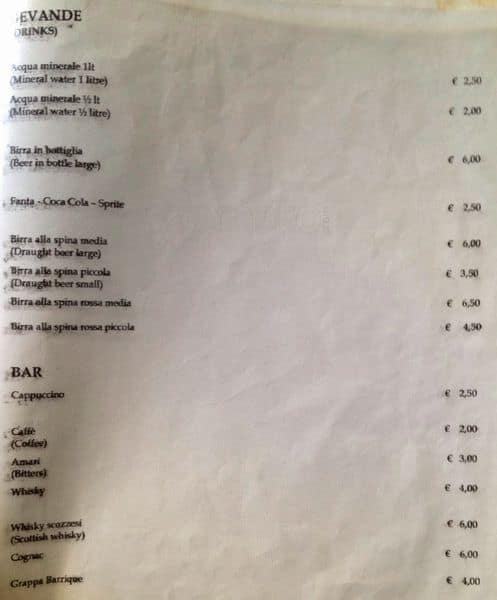 EVANDE
DRINKS)
Acqua minerale 1lt
(Mineral water 1 litre) € 2,50
Acqua minerale ½ lt
(Mineral water ½ litre) € 2,00
Birra in bottiglia
(Beer in bottle large) € 6,00
Fanta - Coca Cola - Sprite € 2,50
Birra alla spina media
(Draught beer large) € 6,00
Birra alla spina piccola
(Draught beer small) € 3,50
Birra alla spina rossa media € 6,50
Birra alla spina rossa piccola € 4,50
BAR
Cappuccino € 2,50
Caffè
(Coffee) € 2,00
Amari
(Bitters) € 3,00
Whisky € 4,00
Whisky scozzesi
(Scottish whisky) € 6,00
Cognac € 6,00
Grappa Barrique € 4,00